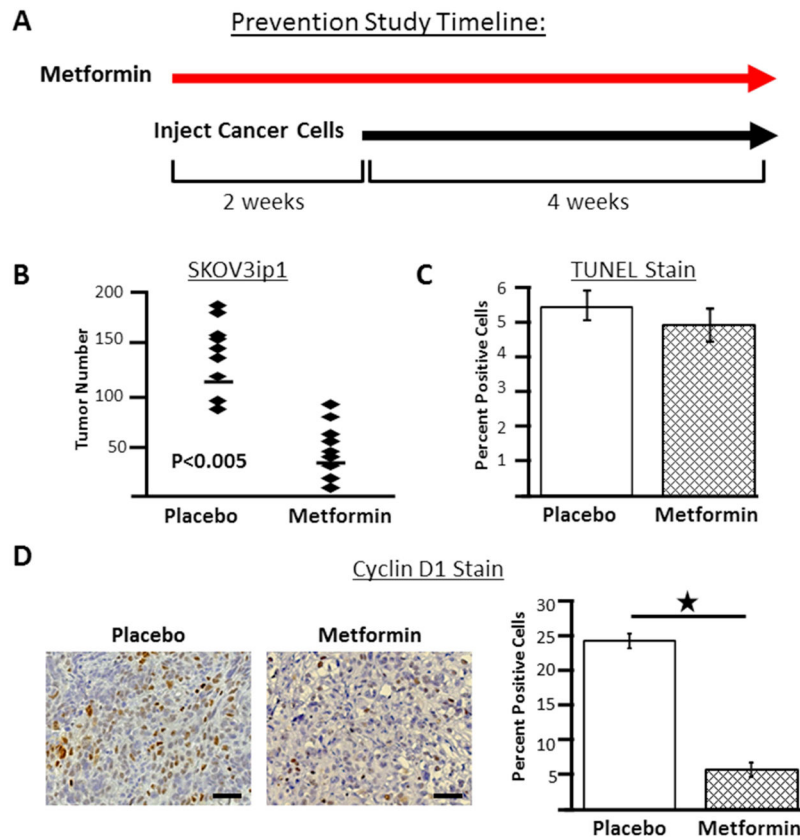 A
Prevention Study Timeline:
Metformin
Inject Cancer Cells
2 weeks
4 weeks
B
SKOV3ip1
Tumor Number
200
150
100
50
P<0.005
Placebo
Metformin
C
TUNEL Stain
Percent Positive Cells
6
5
4
3
2
1
Placebo
Metformin
D
Cyclin D1 Stain
Placebo
Metformin
Percent Positive Cells
30
25
20
15
10
5
Placebo
Metformin